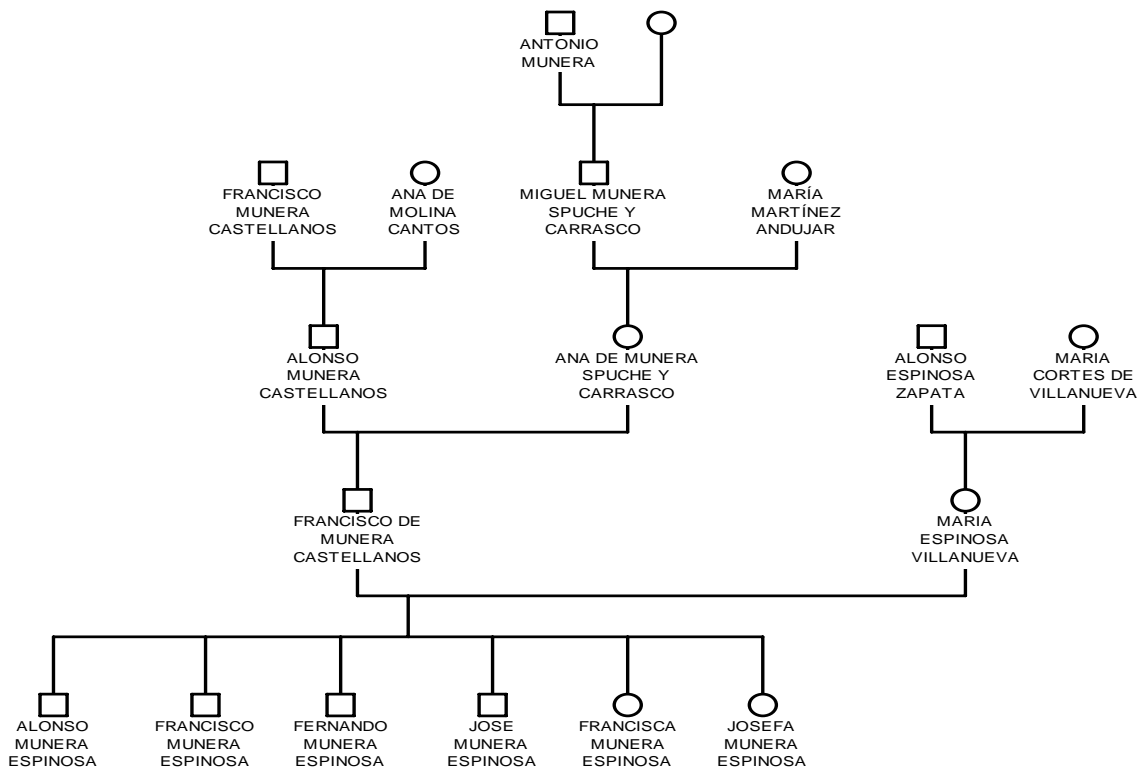 ANTONIO
MUNERA
FRANCISCO
MUNERA
CASTELLANOS
ANA DE
MOLINA
CANTOS
MIGUEL MUNERA
SPUCHE Y
CARRASCO
MARÍA
MARTÍNEZ
ANDUJAR
ALONSO
MUNERA
CASTELLANOS
ANA DE MUNERA
SPUCHE Y
CARRASCO
ALONSO
ESPINOSA
ZAPATA
MARIA
CORTES DE
VILLANUEVA
FRANCISCO DE
MUNERA
CASTELLANOS
MARIA
ESPINOSA
VILLANUEVA
ALONSO
MUNERA
ESPINOSA
FRANCISCO
MUNERA
ESPINOSA
FERNANDO
MUNERA
ESPINOSA
JOSE
MUNERA
ESPINOSA
FRANCISCA
MUNERA
ESPINOSA
JOSEFA
MUNERA
ESPINOSA